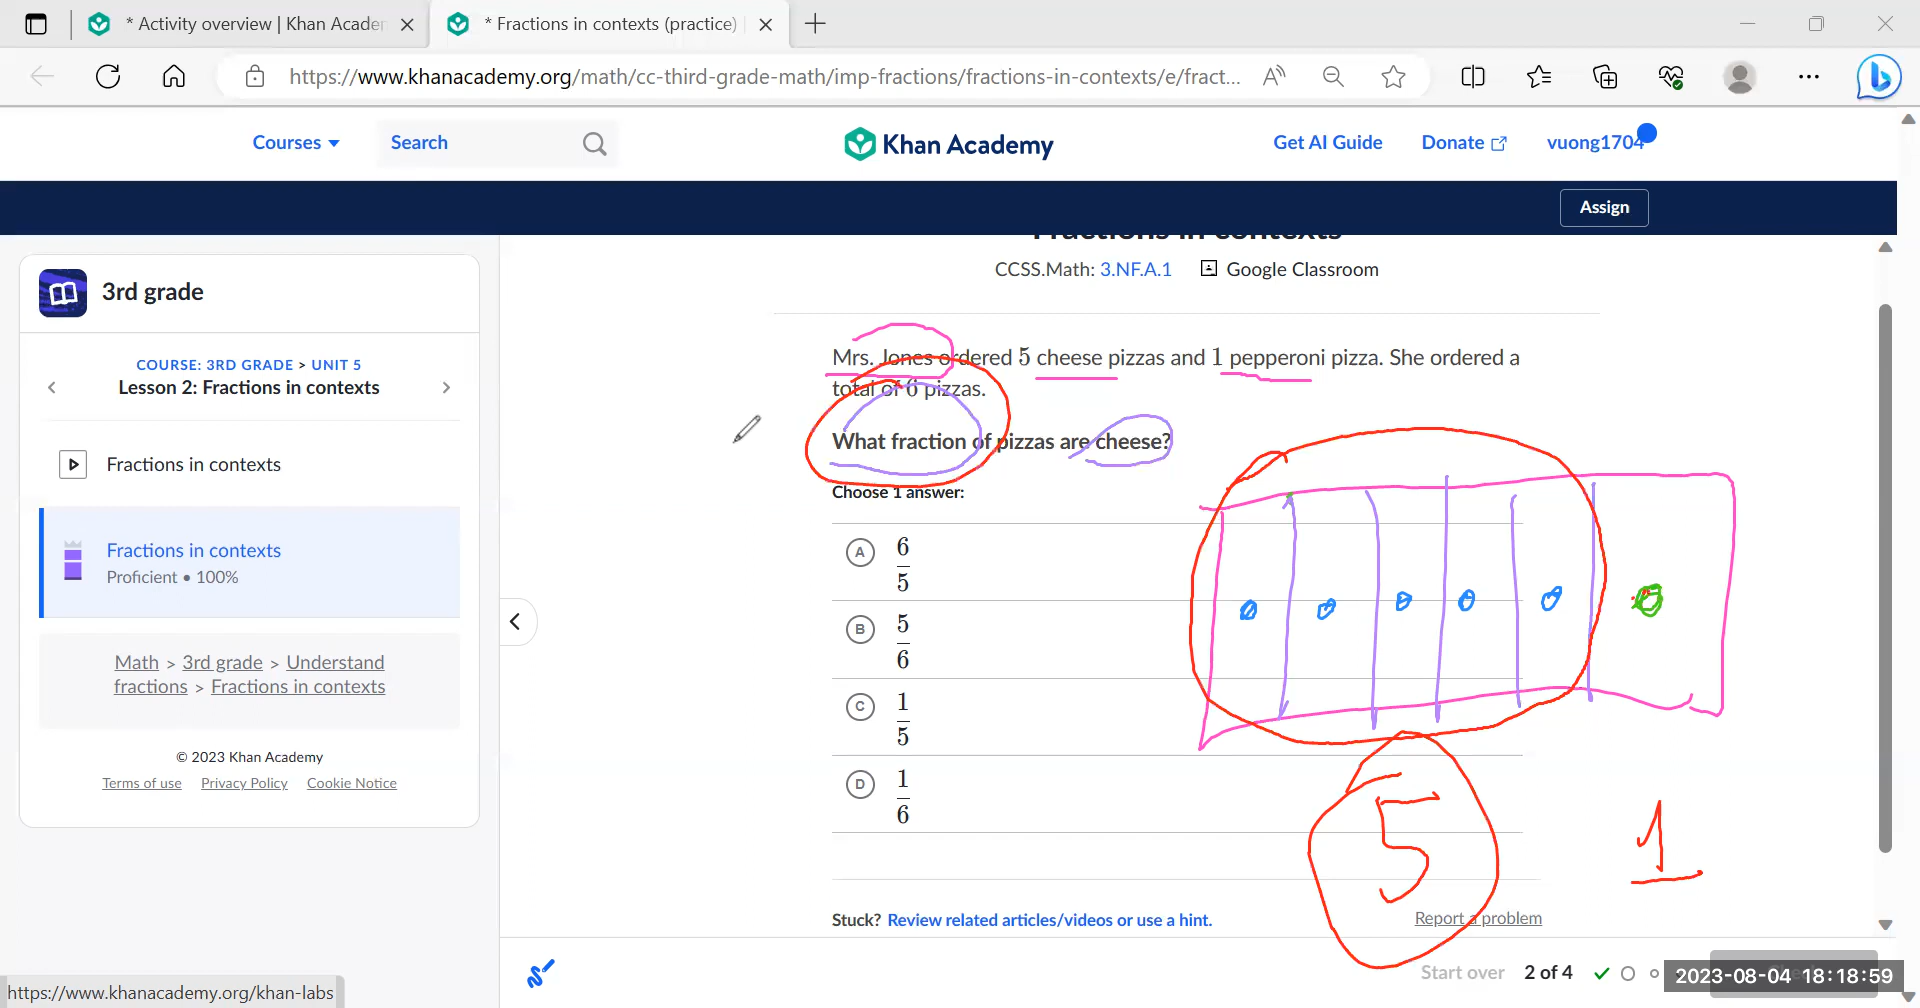 * Activity overview | Khan Acader
* Fractions in contexts (practice) |
https://www.khanacademy.org/math/cc-third-grade-math/imp-fractions/fractions-in-contexts/e/fract...
Courses
Search
Khan Academy
Get AI Guide
Donate
vuong1704
Assign
3rd grade
COURSE: 3RD GRADE > UNIT 5
Lesson 2: Fractions in contexts
Fractions in contexts
Fractions in contexts
Proficient • 100%
Math > 3rd grade > Understand
fractions > Fractions in contexts
© 2023 Khan Academy
Terms of use Privacy Policy Cookie Notice
Fractions in contexts
CCSS.Math: 3.NF.A.1 Google Classroom
Mrs. Jones ordered 5 cheese pizzas and 1 pepperoni pizza. She ordered a
total of 6 pizzas.
What fraction of pizzas are cheese?
Choose 1 answer:
A 6/5
B 5/6
C 1/5
D 1/6
5
1
Stuck? Review related articles/videos or use a hint.
Report a problem
Start over 2 of 4
2023-08-04 18:18:59
https://www.khanacademy.org/khan-labs